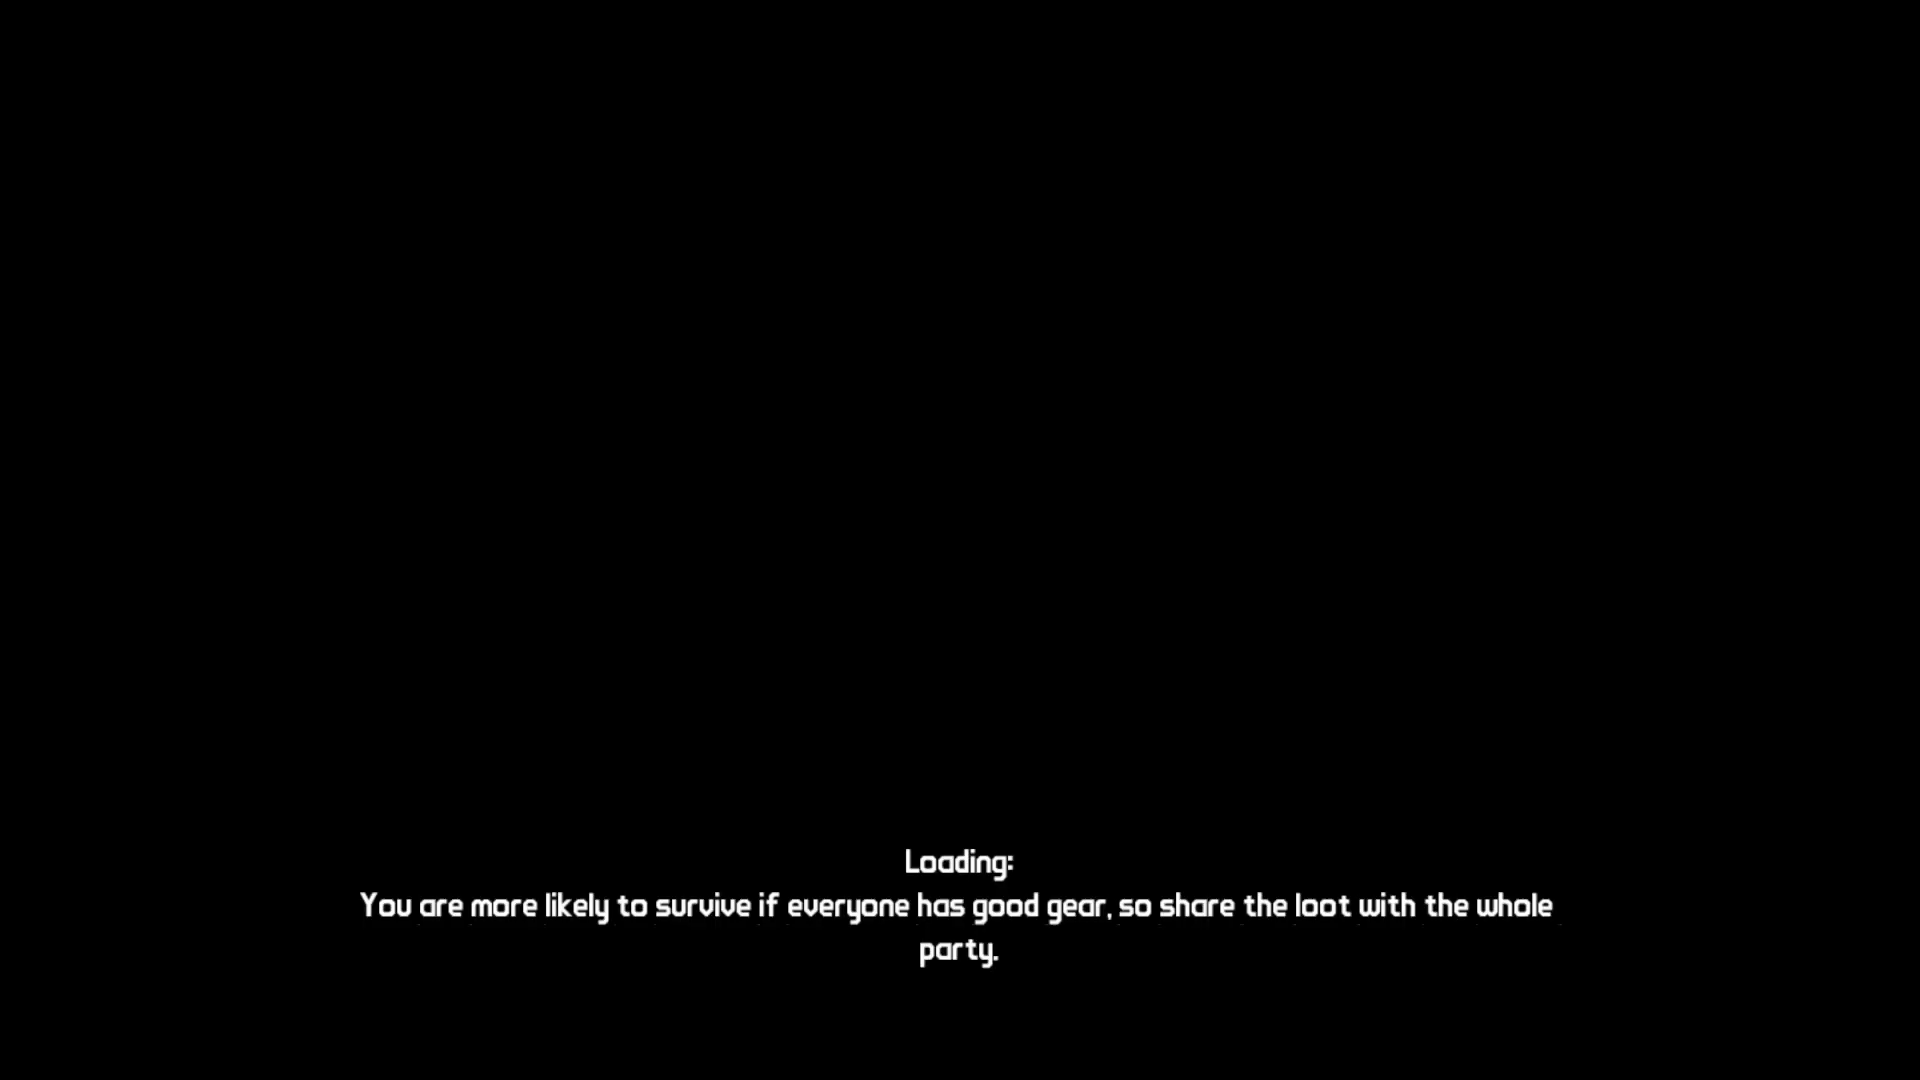 Loading:
You are more likely to survive if everyone has good gear, so share the loot with the whole
party.